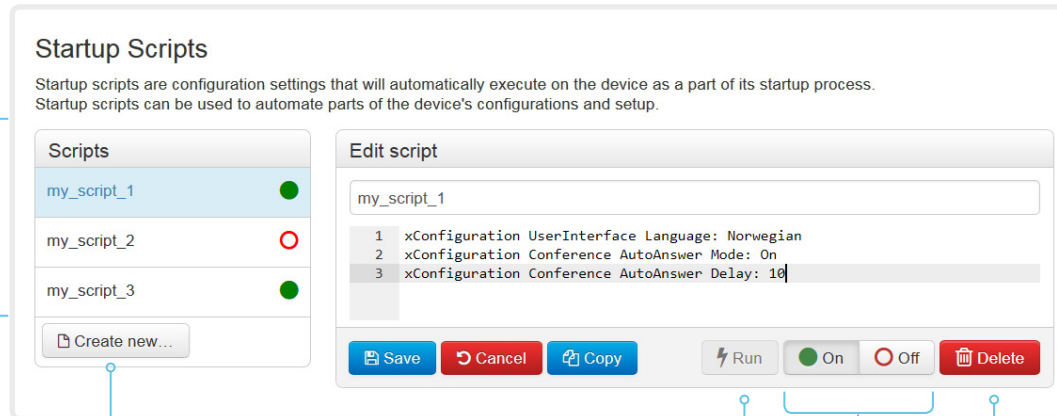 Startup Scripts
Startup scripts are configuration settings that will automatically execute on the device as a part of its startup process.
Startup scripts can be used to automate parts of the device's configurations and setup.
Scripts
my_script_1
my_script_2
my_script_3
Create new...
Edit script
my_script_1
1 xConfiguration UserInterface Language: Norwegian
2 xConfiguration Conference AutoAnswer Mode: On
3 xConfiguration Conference AutoAnswer Delay: 10
Save Cancel Copy Run On Off Delete